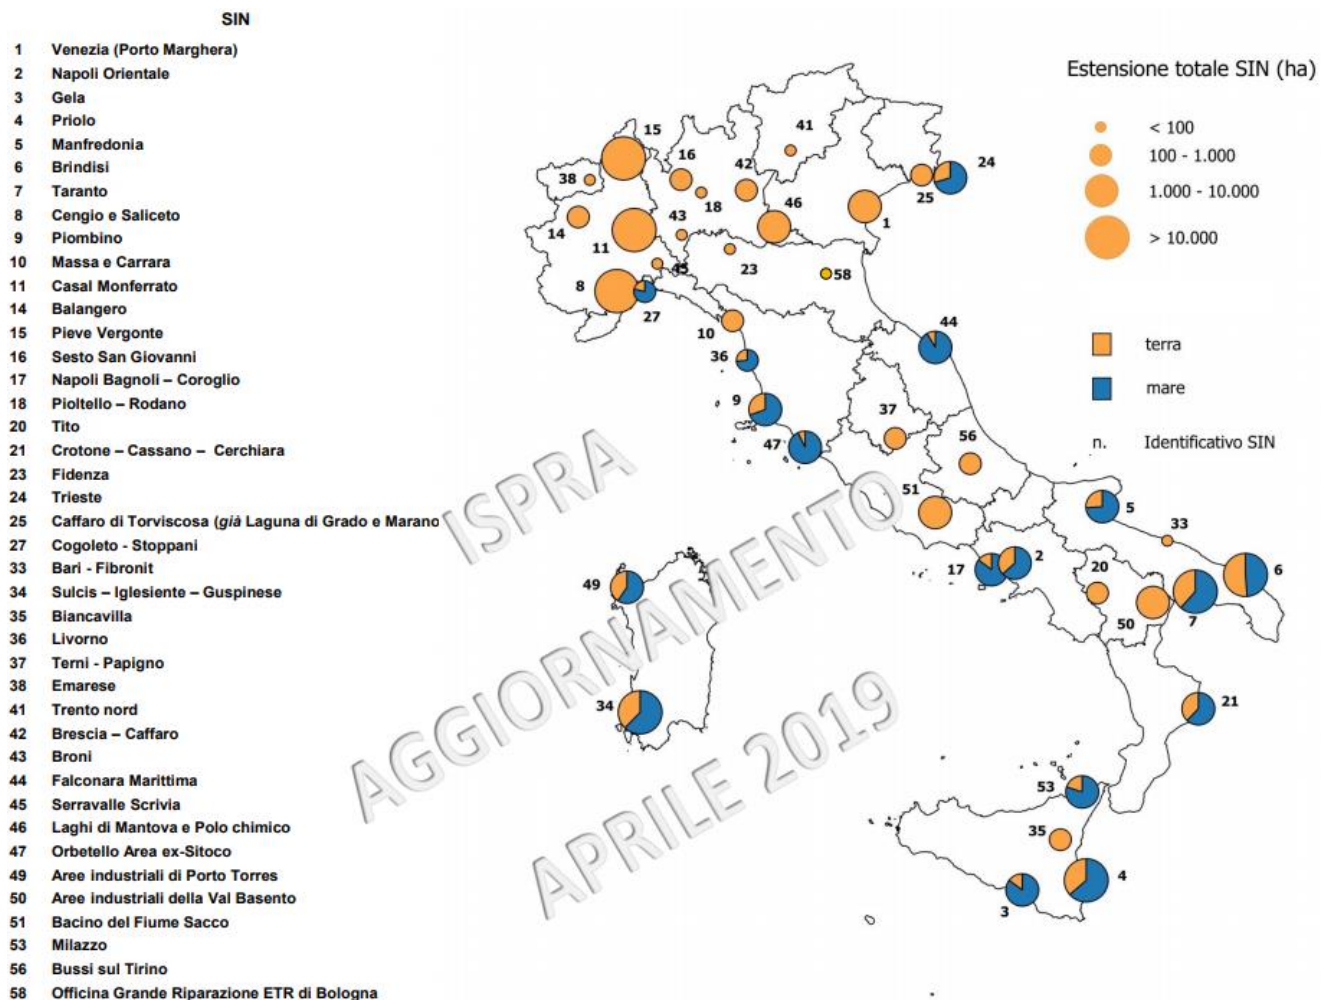 SIN
1 Venezia (Porto Marghera)
2 Napoli Orientale
3 Gela
4 Priolo
5 Manfredonia
6 Brindisi
7 Taranto
8 Cengio e Saliceto
9 Piombino
10 Massa e Carrara
11 Casal Monferrato
14 Balangero
15 Pieve Vergonte
16 Sesto San Giovanni
17 Napoli Bagnoli – Coroglio
18 Pioltello – Rodano
20 Tito
21 Crotone – Cassano – Cerchiara
23 Fidenza
24 Trieste
25 Caffaro di Torviscosa (già Laguna di Grado e Marano
27 Cogoleto - Stoppani
33 Bari - Fibronit
34 Sulcis – Iglesiente – Guspinese
35 Biancavilla
36 Livorno
37 Terni - Papigno
38 Emarese
41 Trento nord
42 Brescia – Caffaro
43 Broni
44 Falconara Marittima
45 Serravalle Scrivia
46 Laghi di Mantova e Polo chimico
47 Orbetello Area ex-Sitoco
49 Aree industriali di Porto Torres
50 Aree industriali della Val Basento
51 Bacino del Fiume Sacco
53 Milazzo
56 Bussi sul Tirino
58 Officina Grande Riparazione ETR di Bologna
Estensione totale SIN (ha)
< 100
100 - 1.000
1.000 - 10.000
> 10.000
terra
mare
n. Identificativo SIN
15
41
16
42
24
38
25
18
46
43
1
14
11
45
23
58
8
27
10
44
36
9
37
47
56
51
5
33
17
2
20
6
49
50
7
34
21
53
35
4
3
ISPRA
AGGIORNAMENTO
APRILE 2019